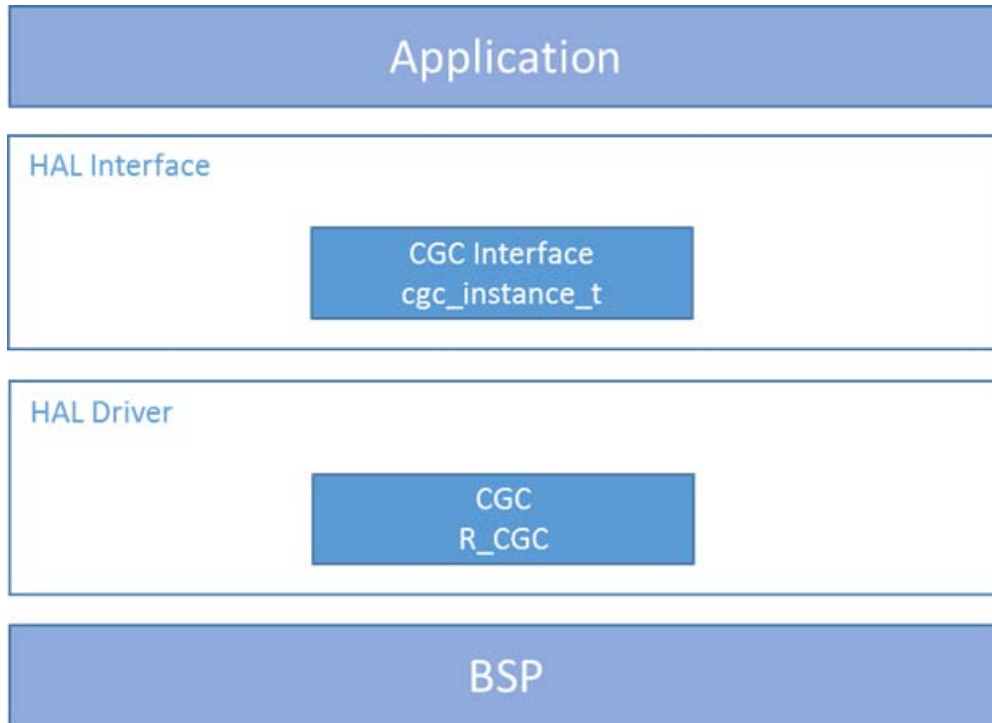 Application
HAL Interface
CGC Interface
cgc_instance_t
HAL Driver
CGC
R_CGC
BSP